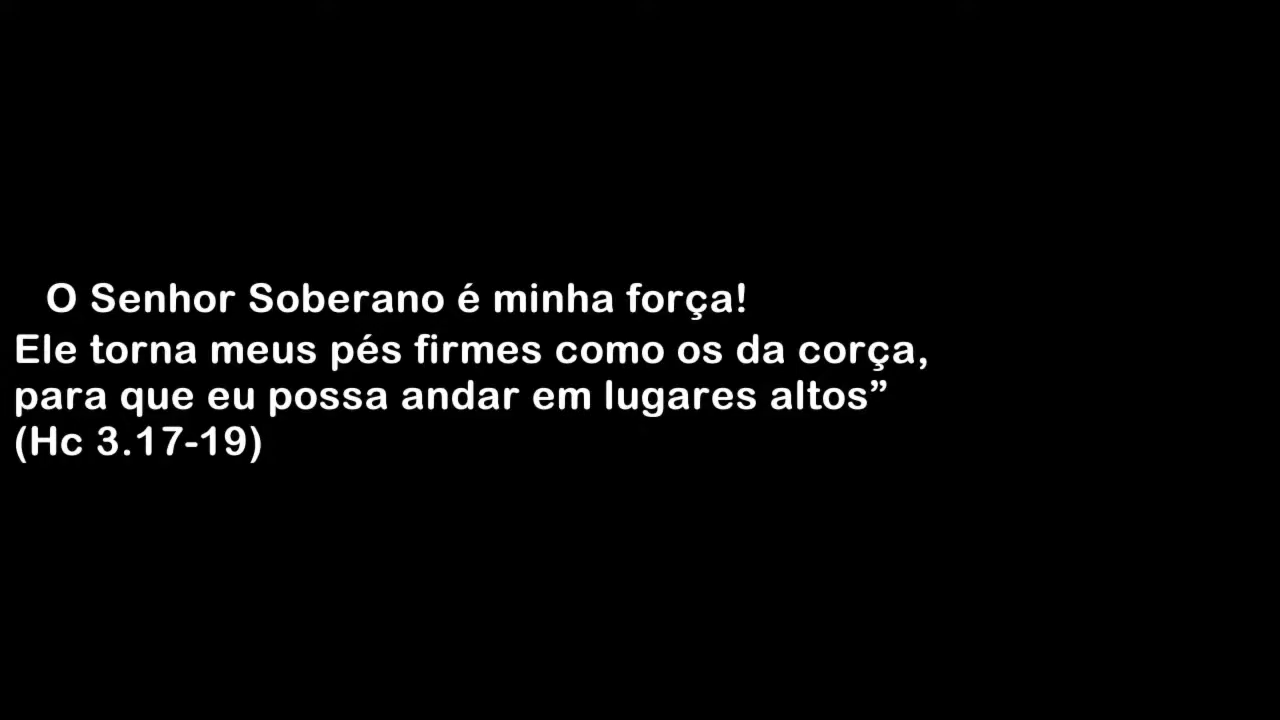 O Senhor Soberano é minha força!
Ele torna meus pés firmes como os da corça,
para que eu possa andar em lugares altos”
(Hc 3.17-19)